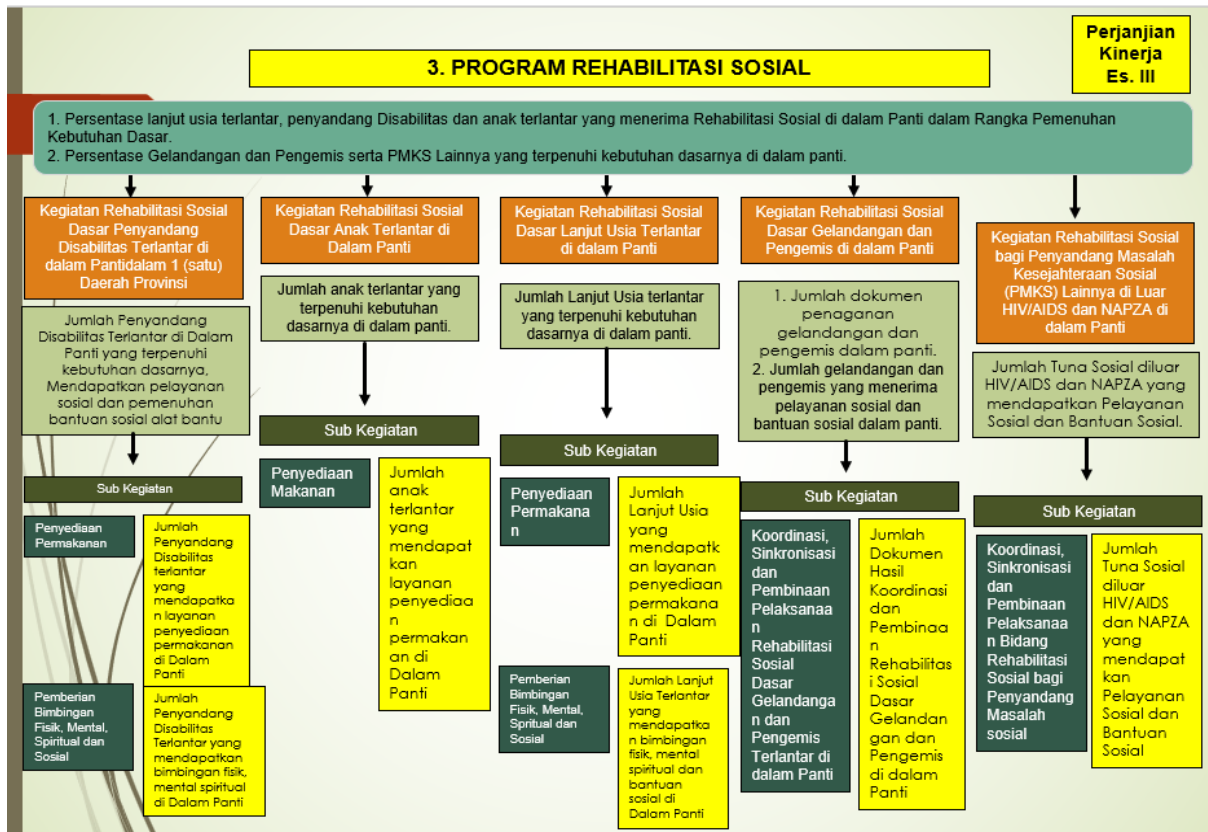 Perjanjian
Kinerja
Es. III
3. PROGRAM REHABILITASI SOSIAL
1. Persentase lanjut usia terlantar, penyandang Disabilitas dan anak terlantar yang menerima Rehabilitasi Sosial di dalam Panti dalam Rangka Pemenuhan
Kebutuhan Dasar.
2. Persentase Gelandangan dan Pengemis serta PMKS Lainnya yang terpenuhi kebutuhan dasarnya di dalam panti.
Kegiatan Rehabilitasi Sosial
Dasar Penyandang
Disabilitas Terlantar di
dalam Pantidalam 1 (satu)
Daerah Provinsi
Jumlah Penyandang
Disabilitas Terlantar di Dalam
Panti yang terpenuhi
kebutuhan dasarnya,
Mendapatkan pelayanan
sosial dan pemenuhan
bantuan sosial alat bantu
Sub Kegiatan
Penyediaan
Permakanan
Jumlah
Penyandang
Disabilitas
terlantar
yang
mendapatka
n layanan
penyediaan
permakanan
di Dalam
Panti
Pemberian
Bimbingan
Fisik, Mental,
Spiritual dan
Sosial
Jumlah
Penyandang
Disabilitas
Terlantar yang
mendapatkan
bimbingan fisik,
mental spiritual
di Dalam Panti
Kegiatan Rehabilitasi Sosial
Dasar Anak Terlantar di
Dalam Panti
Jumlah anak terlantar yang
terpenuhi kebutuhan
dasarnya di dalam panti.
Sub Kegiatan
Penyediaan
Makanan
Jumlah
anak
terlantar
yang
mendapat
kan
layanan
penyediaa
n
permakan
an di
Dalam
Panti
Kegiatan Rehabilitasi Sosial
Dasar Lanjut Usia Terlantar
di dalam Panti
Jumlah Lanjut Usia terlantar
yang terpenuhi kebutuhan
dasarnya di dalam panti.
Sub Kegiatan
Penyediaan
Permakana
n
Jumlah
Lanjut Usia
yang
mendapatk
an layanan
penyediaan
permakana
n di Dalam
Panti
Pemberian
Bimbingan
Fisik, Mental,
Spritual dan
Sosial
Jumlah Lanjut
Usia Terlantar
yang
mendapatka
n bimbingan
fisik, mental
spiritual dan
bantuan
sosial di
Dalam Panti
Kegiatan Rehabilitasi Sosial
Dasar Gelandangan dan
Pengemis di dalam Panti
1. Jumlah dokumen
penaganan
gelandangan dan
pengemis dalam panti.
2. Jumlah gelandangan dan
pengemis yang menerima
pelayanan sosial dan
bantuan sosial dalam panti.
Sub Kegiatan
Koordinasi,
Sinkronisasi
dan
Pembinaan
Pelaksanaa
n
Rehabilitasi
Sosial
Dasar
Gelandanga
n dan
Pengemis
Terlantar di
dalam Panti
Jumlah
Dokumen
Hasil
Koordinasi
dan
Pembinaa
n
Rehabilitas
i Sosial
Dasar
Gelandan
gan dan
Pengemis
di dalam
Panti
Kegiatan Rehabilitasi Sosial
bagi Penyandang Masalah
Kesejahteraan Sosial
(PMKS) Lainnya di Luar
HIV/AIDS dan NAPZA di
dalam Panti
Jumlah Tuna Sosial diluar
HIV/AIDS dan NAPZA yang
mendapatkan Pelayanan
Sosial dan Bantuan Sosial.
Sub Kegiatan
Koordinasi,
Sinkronisasi
dan
Pembinaan
Pelaksanaa
n Bidang
Rehabilitasi
Sosial bagi
Penyandang
Masalah
sosial
Jumlah
Tuna Sosial
diluar
HIV/AIDS
dan NAPZA
yang
mendapat
kan
Pelayanan
Sosial dan
Bantuan
Sosial